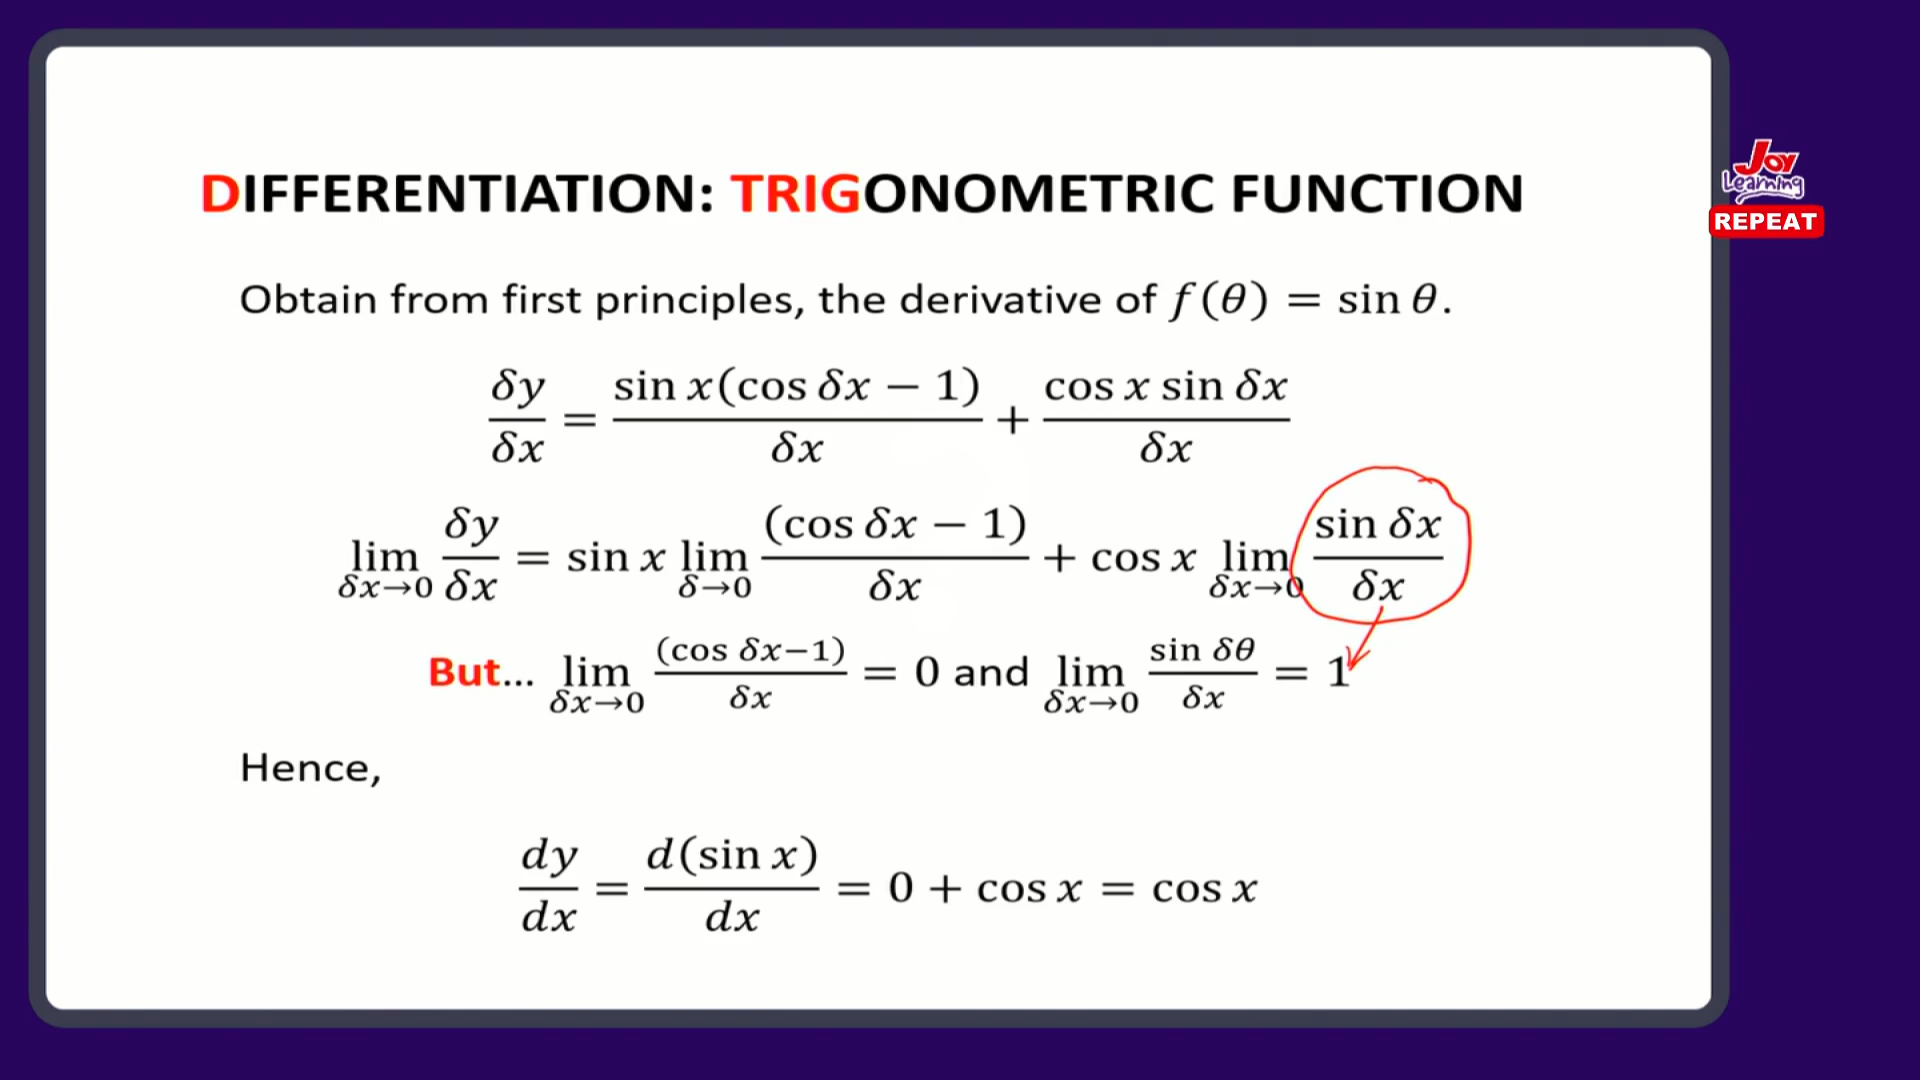 DIFFERENTIATION: TRIGONOMETRIC FUNCTION
Joy
Learning
REPEAT
Obtain from first principles, the derivative of f(θ) = sin θ.
δy/δx = sin x(cos δx − 1)/δx + cos x sin δx/δx
lim δx→0 δy/δx = sin x lim δ→0 (cos δx − 1)/δx + cos x lim δx→0 sin δx/δx
But... lim δx→0 (cos δx−1)/δx = 0 and lim δx→0 sin δθ/δx = 1
Hence,
dy/dx = d(sin x)/dx = 0 + cos x = cos x